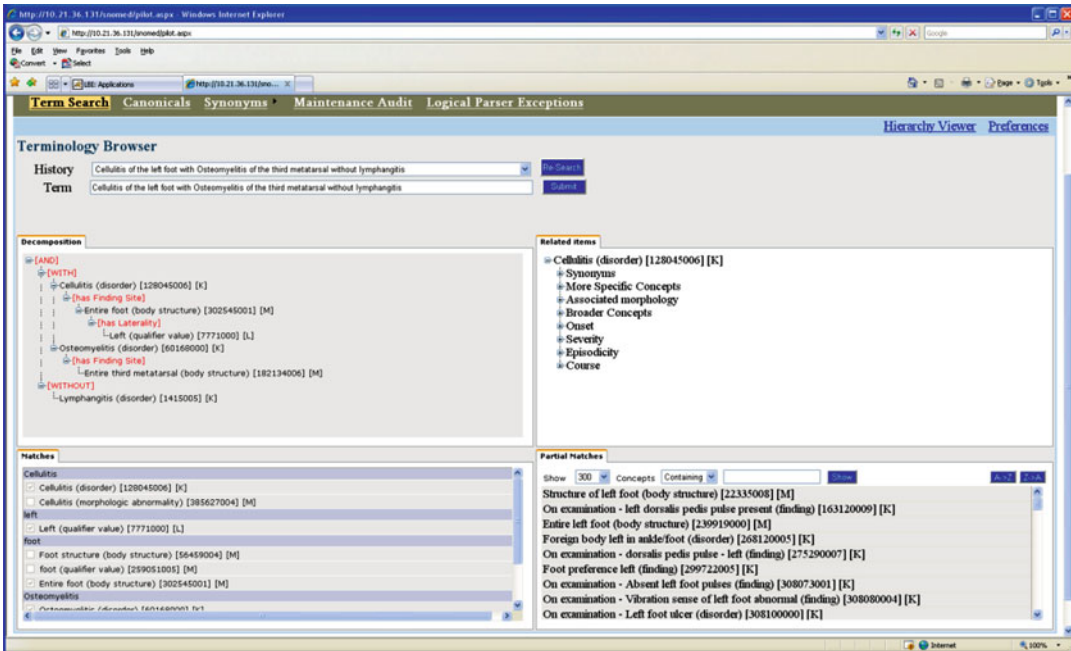 http://10.21.36.131/snomed/pilot.aspx - Windows Internet Explorer
http://10.21.36.131/snomed/pilot.aspx
Google
File Edit View Favorites Tools Help
Convert Select
LBE: Applications
http://10.21.36.131/sno...
Page Tools
Term Search Canonicals Synonyms Maintenance Audit Logical Parser Exceptions
Hierarchy Viewer Preferences
Terminology Browser
History Cellulitis of the left foot with Osteomyelitis of the third metatarsal without lymphangitis Re-Search
Term Cellulitis of the left foot with Osteomyelitis of the third metatarsal without lymphangitis Submit
Decomposition
[AND]
[WITH]
Cellulitis (disorder) [128045006] [K]
[has Finding Site]
Entire foot (body structure) [302545001] [M]
[has Laterality]
Left (qualifier value) [7771000] [L]
Osteomyelitis (disorder) [60168000] [K]
[has Finding Site]
Entire third metatarsal (body structure) [182134006] [M]
[WITHOUT]
Lymphangitis (disorder) [1415005] [K]
Related items
Cellulitis (disorder) [128045006] [K]
Synonyms
More Specific Concepts
Associated morphology
Broader Concepts
Onset
Severity
Episodicity
Course
Matches
Cellulitis
Cellulitis (disorder) [128045006] [K]
Cellulitis (morphologic abnormality) [385627004] [M]
left
Left (qualifier value) [7771000] [L]
foot
Foot structure (body structure) [56459004] [M]
foot (qualifier value) [259051005] [M]
Entire foot (body structure) [302545001] [M]
Osteomyelitis
Osteomyelitis (disorder) [60168000] [K]
Partial Matches
Show 300 Concepts Containing Show A->Z Z->A
Structure of left foot (body structure) [22335008] [M]
On examination - left dorsalis pedis pulse present (finding) [163120009] [K]
Entire left foot (body structure) [239919000] [M]
Foreign body left in ankle/foot (disorder) [268120005] [K]
On examination - dorsalis pedis pulse - left (finding) [275290007] [K]
Foot preference left (finding) [299722005] [K]
On examination - Absent left foot pulses (finding) [308073001] [K]
On examination - Vibration sense of left foot abnormal (finding) [308080004] [K]
On examination - Left foot ulcer (disorder) [308100000] [K]
Internet
100%